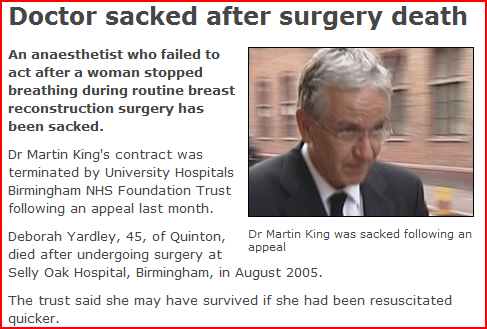 Doctor sacked after surgery death
An anaesthetist who failed to
act after a woman stopped
breathing during routine breast
reconstruction surgery has
been sacked.
Dr Martin King's contract was
terminated by University Hospitals
Birmingham NHS Foundation Trust
following an appeal last month.
Dr Martin King was sacked following an
appeal
Deborah Yardley, 45, of Quinton,
died after undergoing surgery at
Selly Oak Hospital, Birmingham, in August 2005.
The trust said she may have survived if she had been resuscitated
quicker.